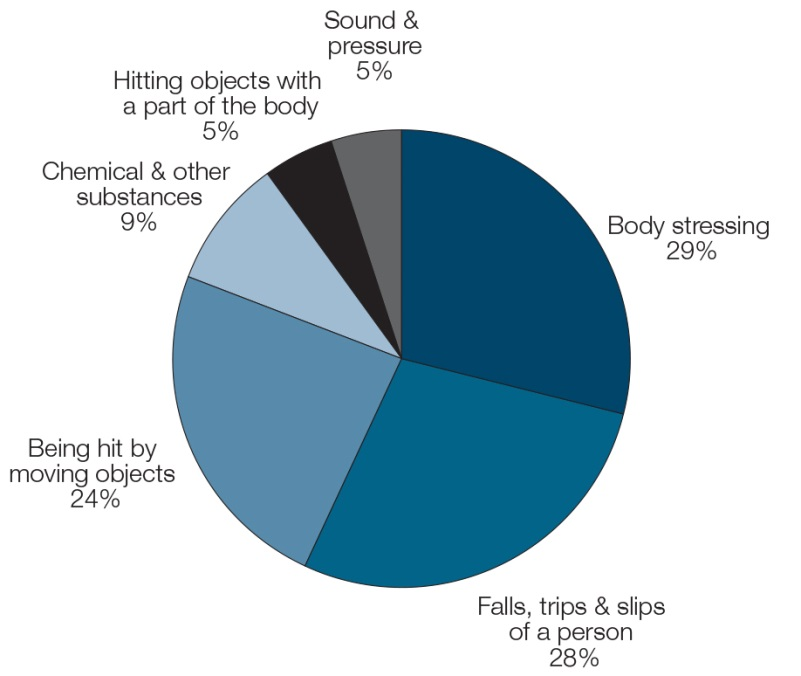 Sound &
pressure
5%
Hitting objects with
a part of the body
5%
Chemical & other
substances
9%
Body stressing
29%
Being hit by
moving objects
24%
Falls, trips & slips
of a person
28%